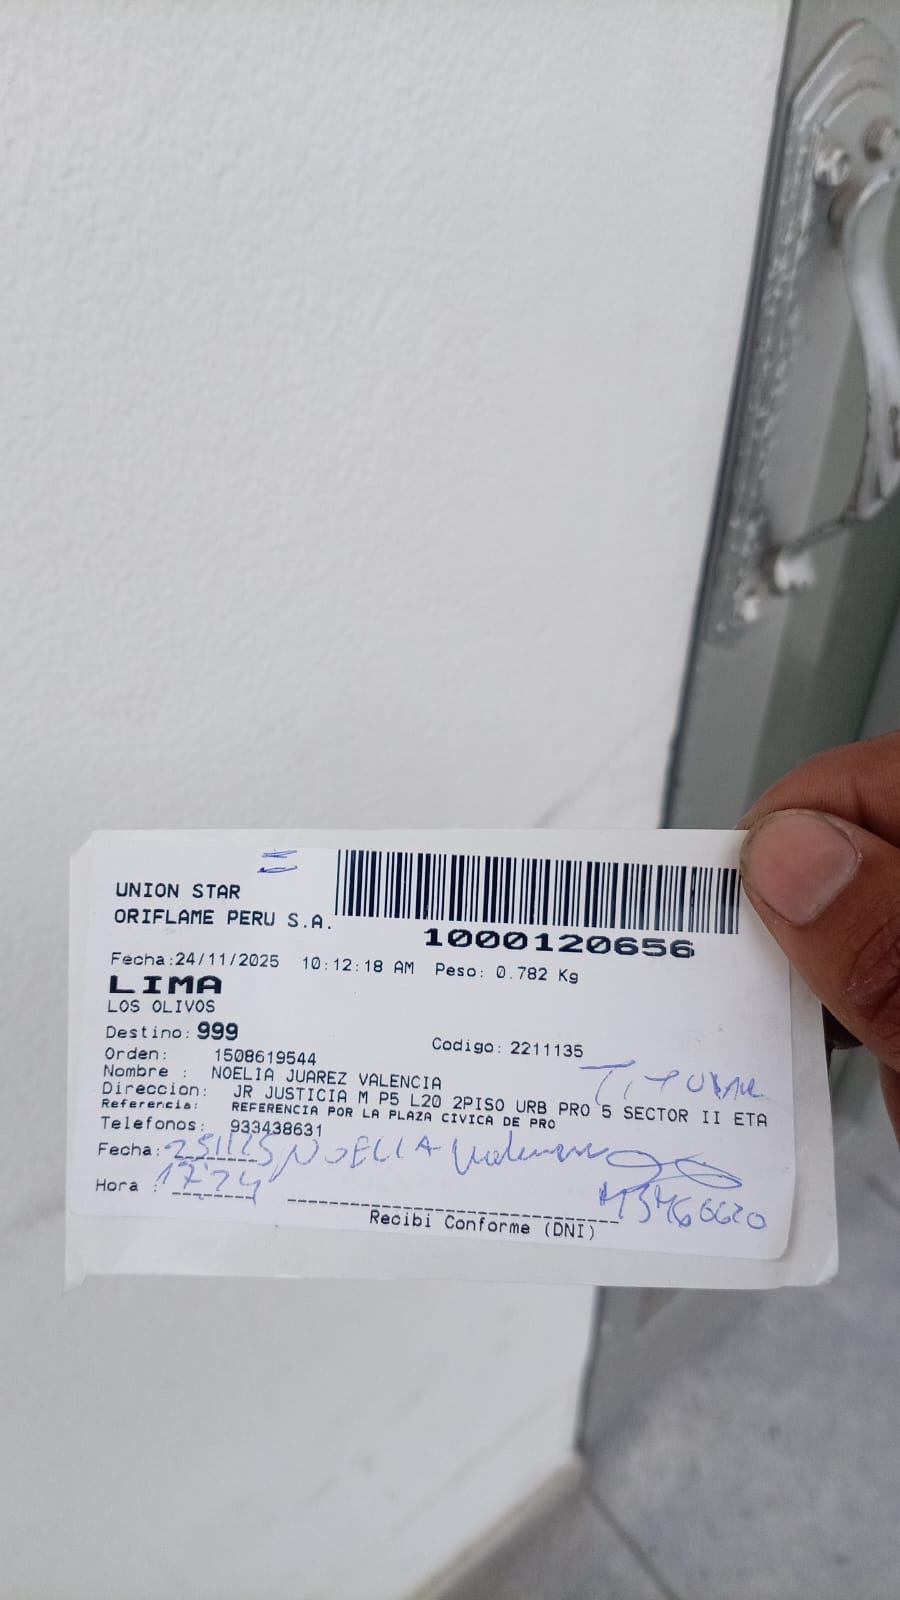 UNION STAR
ORIFLAME PERU S.A.
1000120656
Fecha:24/11/2025 10:12:18 AM Peso: 0.782 Kg
LIMA
LOS OLIVOS
Destino: 999
Codigo: 2211135
Orden: 1508619544
Titular
Nombre : NOELIA JUAREZ VALENCIA
Direccion: JR JUSTICIA M P5 L20 2PISO URB PRO 5 SECTOR II ETA
Referencia: REFERENCIA POR LA PLAZA CIVICA DE PRO
Telefonos: 933438631
Fecha: NOELIA
Hora :
Recibi Conforme (DNI)